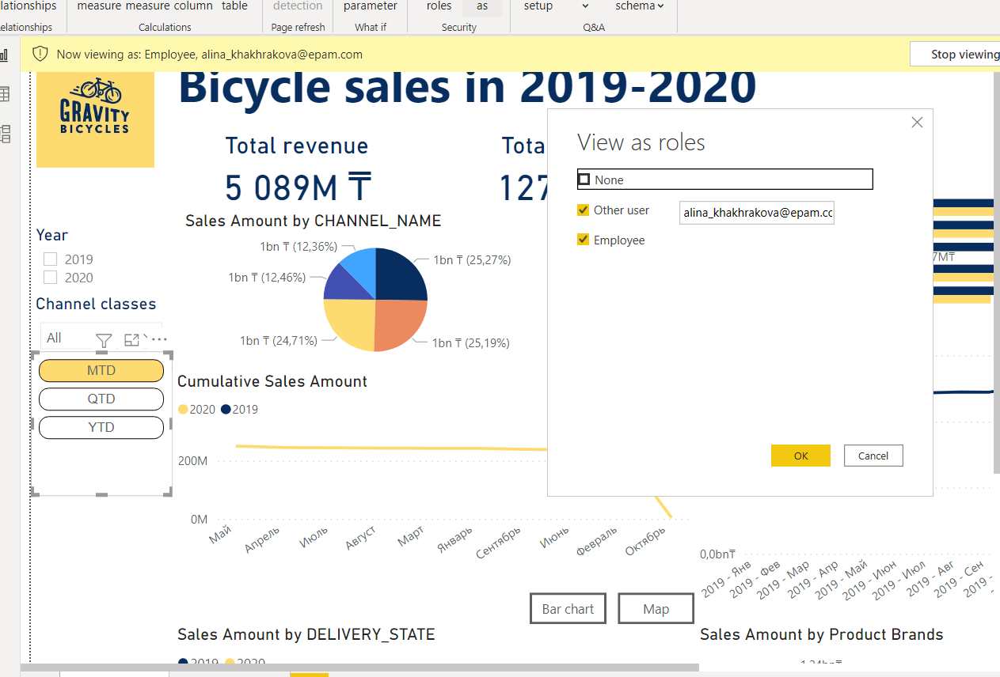 lationships
measure measure column table
detection
parameter
roles
as
setup
schema
elationships
Calculations
Page refresh
What if
Security
Q&A
Now viewing as: Employee, alina_khakhrakova@epam.com
Stop viewing
Bicycle sales in 2019-2020
GRAVITY
BICYCLES
Total revenue
5 089M ₸
Tota
127
Sales Amount by CHANNEL_NAME
1bn ₸ (12,36%)
1bn ₸ (25,27%)
1bn ₸ (12,46%)
1bn ₸ (24,71%)
1bn ₸ (25,19%)
Year
2019
2020
Channel classes
All
MTD
QTD
YTD
View as roles
None
Other user
alina_khakhrakova@epam.cc
Employee
OK
Cancel
7M₸
Cumulative Sales Amount
2020 2019
200M
0M
Май
Апрель
Июль
Август
Март
Январь
Сентябрь
Июнь
Февраль
Октябрь
0,0bn₸
2019 - Янв
2019 - Фев
2019 - Мар
2019 - Апр
2019 - Май
2019 - Июн
2019 - Июл
2019 - Авг
2019 - Сен
2019 -
Bar chart
Map
Sales Amount by DELIVERY_STATE
2019 2020
Sales Amount by Product Brands
1,24bn₸